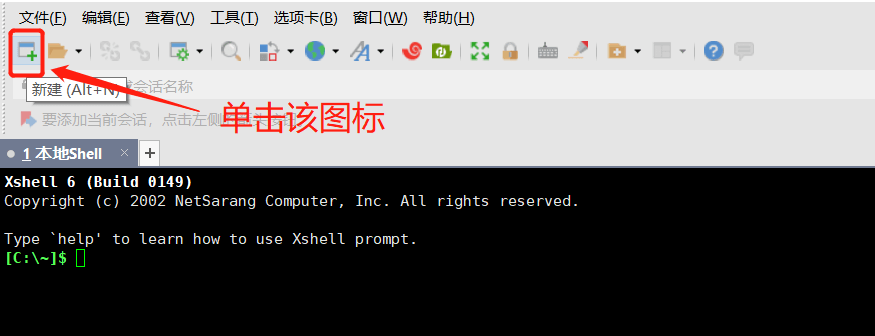 文件(F) 编辑(E) 查看(V) 工具(T) 选项卡(B) 窗口(W) 帮助(H)
新建 (Alt+N)
会话名称
单击该图标
要添加当前会话，点击左侧
1 本地Shell
Xshell 6 (Build 0149)
Copyright (c) 2002 NetSarang Computer, Inc. All rights reserved.
Type `help' to learn how to use Xshell prompt.
[C:\~]$